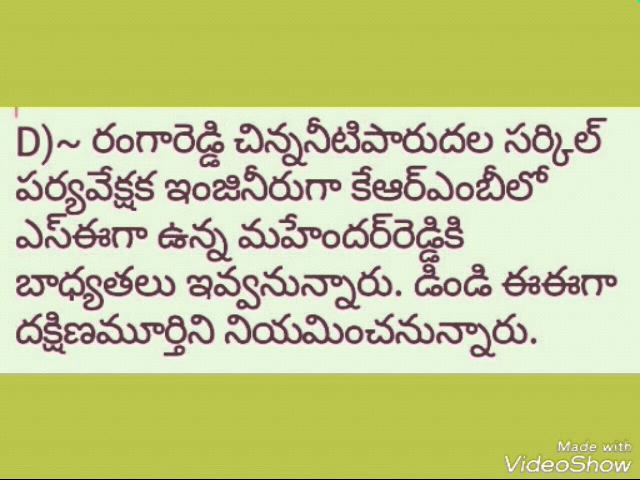 D)~ రంగారెడ్డి చిన్ననీటిపారుదల సర్కిల్
పర్యవేక్షక ఇంజినీరుగా కేఆర్ఎంబీలో
ఎస్ఈగా ఉన్న మహేందర్‌రెడ్డికి
బాధ్యతలు ఇవ్వనున్నారు. డిండి ఈఈగా
దక్షిణమూర్తిని నియమించనున్నారు.
Made with
VideoShow